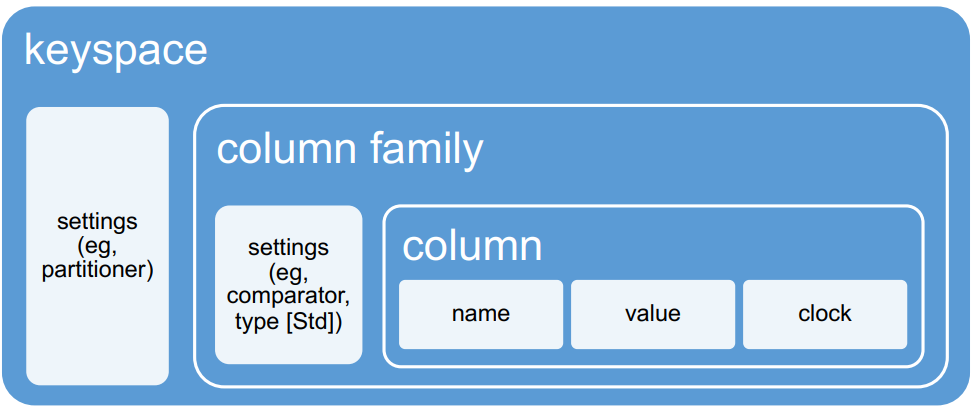 keyspace
settings
(eg,
partitioner)
column family
settings
(eg,
comparator,
type [Std])
column
name
value
clock